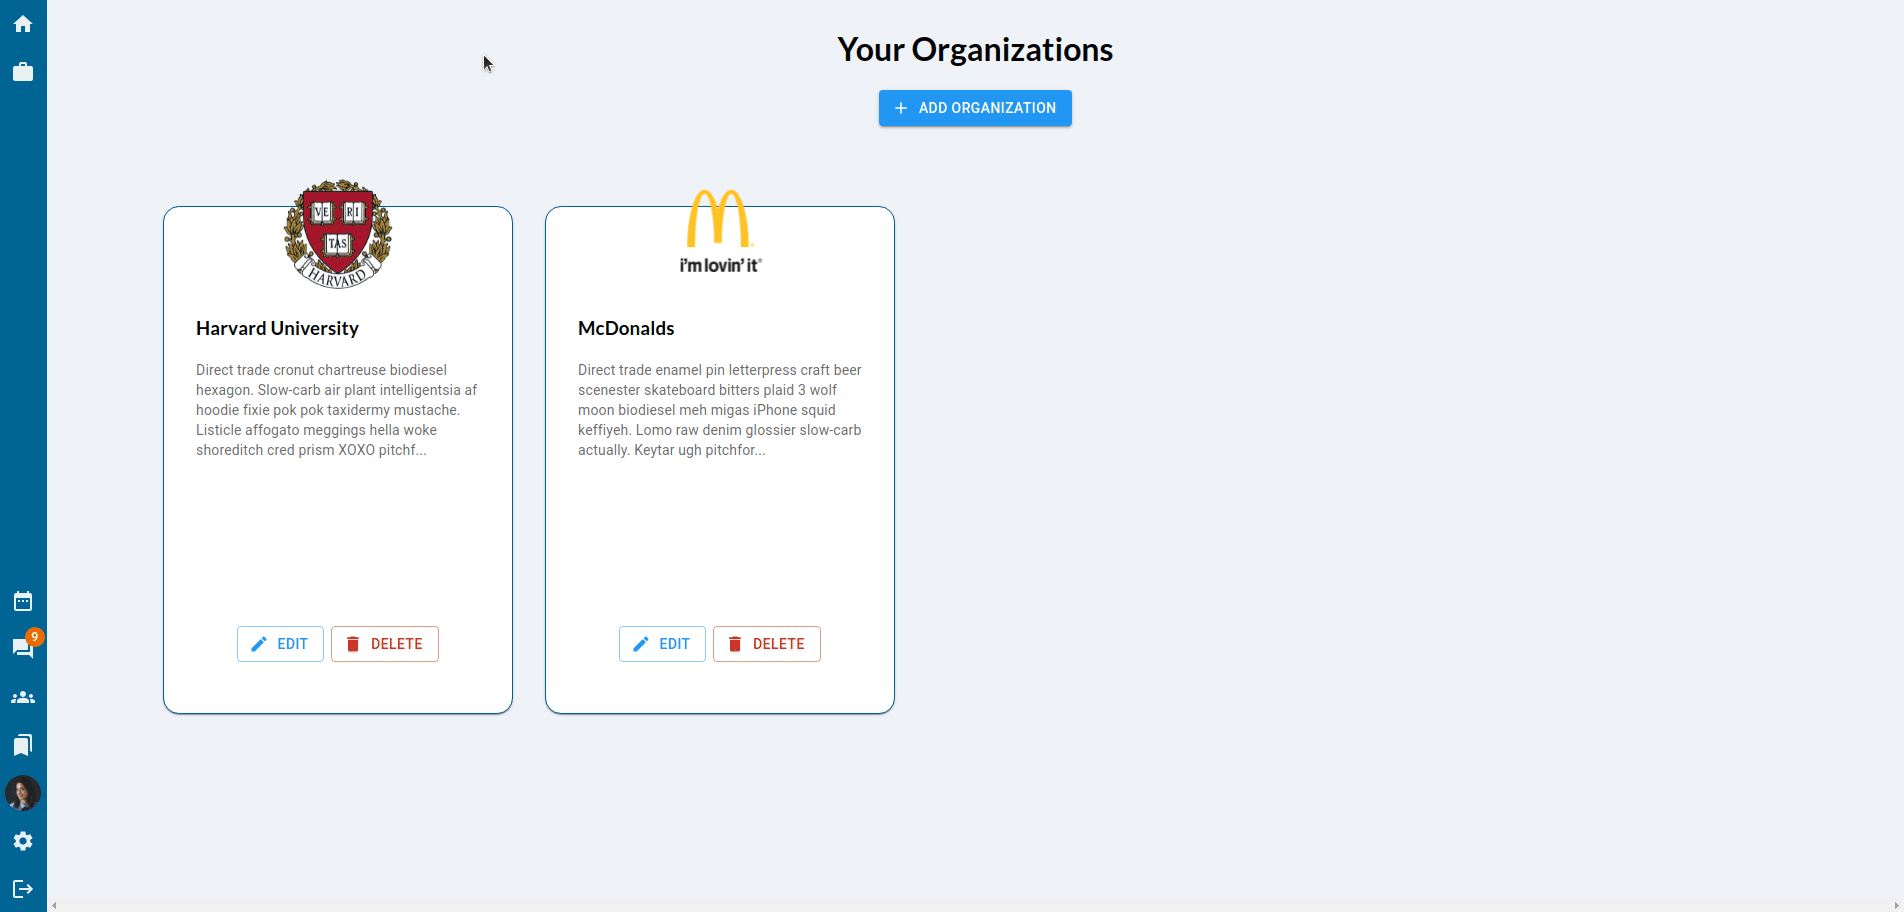 Your Organizations
ADD ORGANIZATION
VE RI
TAS
HARVARD
i'm lovin' it®
Harvard University
Direct trade cronut chartreuse biodiesel
hexagon. Slow-carb air plant intelligentsia af
hoodie fixie pok pok taxidermy mustache.
Listicle affogato meggings hella woke
shoreditch cred prism XOXO pitchf...
EDIT
DELETE
McDonalds
Direct trade enamel pin letterpress craft beer
scenester skateboard bitters plaid 3 wolf
moon biodiesel meh migas iPhone squid
keffiyeh. Lomo raw denim glossier slow-carb
actually. Keytar ugh pitchfor...
EDIT
DELETE
9